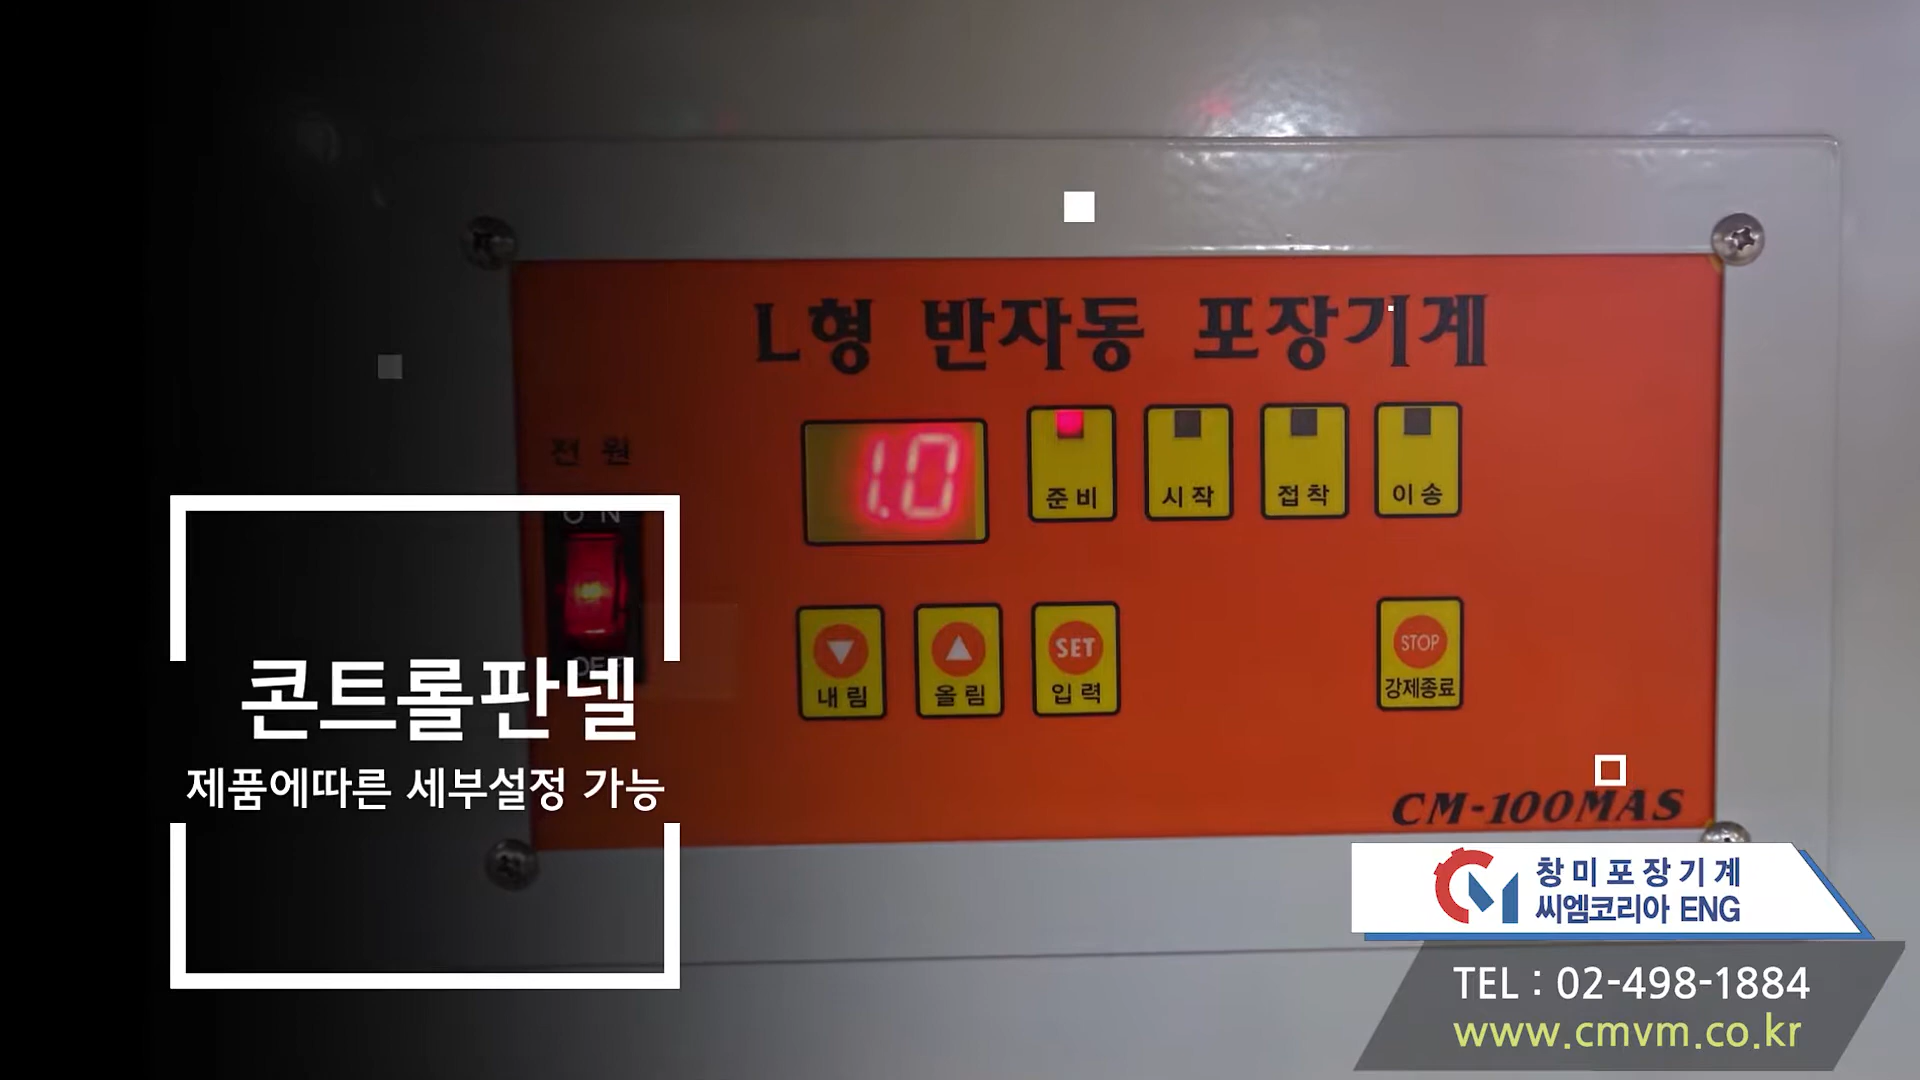 L형 반자동 포장기계
전 원
ON
OFF
1.0
준비
시작
접착
이송
내림
올림
SET
입력
STOP
강제종료
CM-100MAS
콘트롤판넬
제품에따른 세부설정 가능
창미포장기계
씨엠코리아 ENG
TEL : 02-498-1884
www.cmvm.co.kr